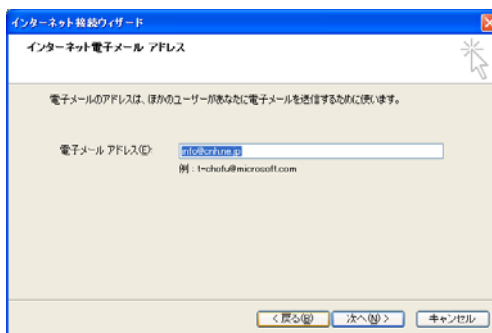 インターネット接続ウィザード
インターネット電子メール アドレス
電子メールのアドレスは、ほかのユーザーがあなたに電子メールを送信するために使います。
電子メール アドレス(E):
info@cnh.ne.jp
例 : t-chofu@microsoft.com
< 戻る(B)
次へ(N) >
キャンセル